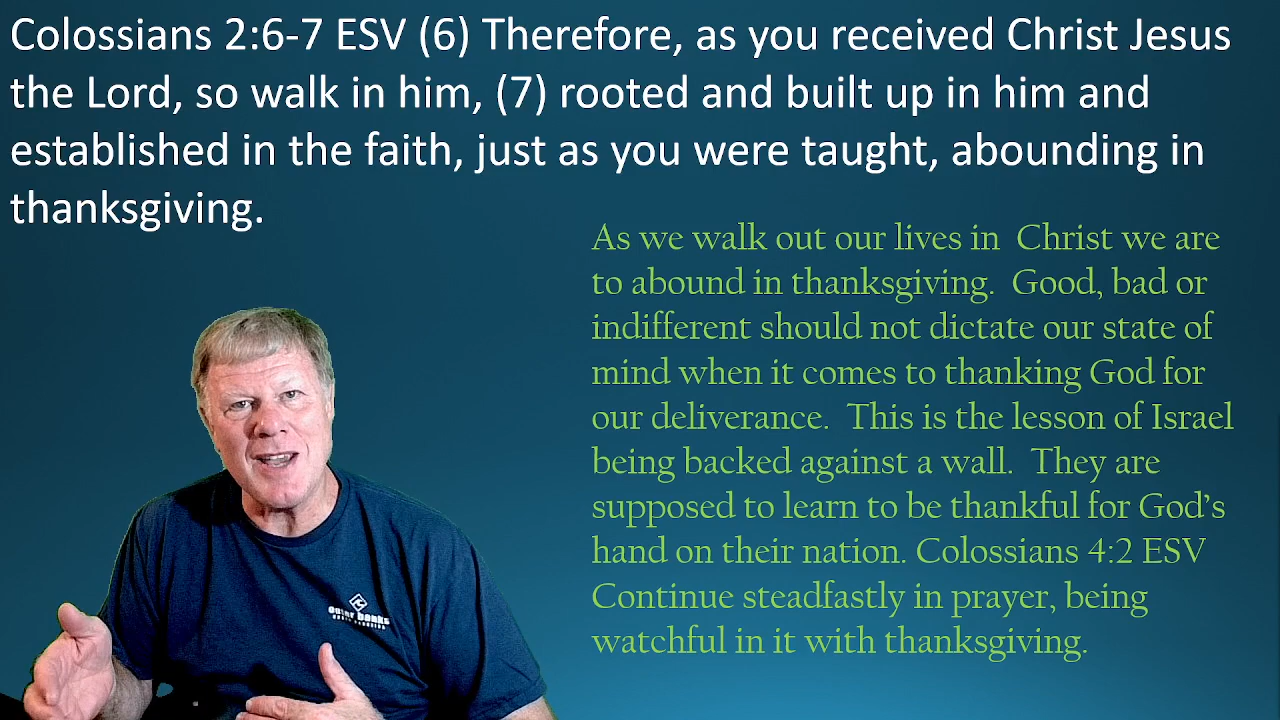 Colossians 2:6-7 ESV (6) Therefore, as you received Christ Jesus
the Lord, so walk in him, (7) rooted and built up in him and
established in the faith, just as you were taught, abounding in
thanksgiving.
As we walk out our lives in Christ we are
to abound in thanksgiving. Good, bad or
indifferent should not dictate our state of
mind when it comes to thanking God for
our deliverance. This is the lesson of Israel
being backed against a wall. They are
supposed to learn to be thankful for God's
hand on their nation. Colossians 4:2 ESV
Continue steadfastly in prayer, being
watchful in it with thanksgiving.
outer banks